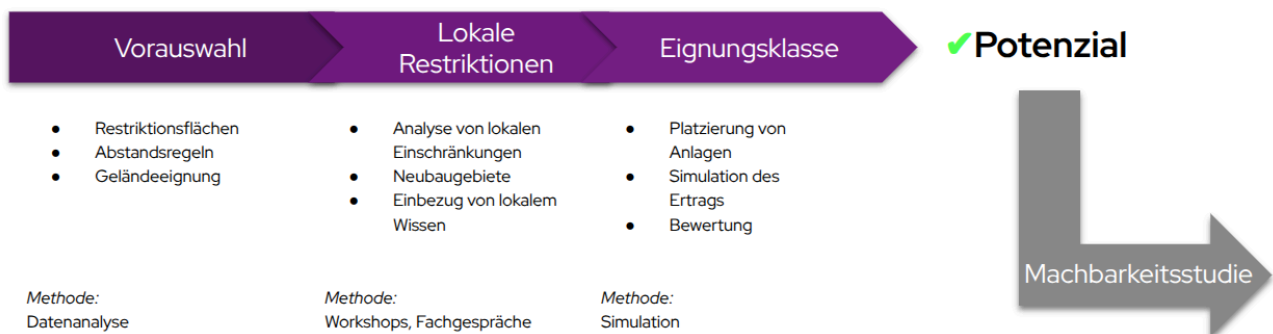 Vorauswahl
Lokale
Restriktionen
Eignungsklasse
✔Potenzial
● Restriktionsflächen
● Abstandsregeln
● Geländeeignung
● Analyse von lokalen
Einschränkungen
● Neubaugebiete
● Einbezug von lokalem
Wissen
● Platzierung von
Anlagen
● Simulation des
Ertrags
● Bewertung
Machbarkeitsstudie
Methode:
Datenanalyse
Methode:
Workshops, Fachgespräche
Methode:
Simulation